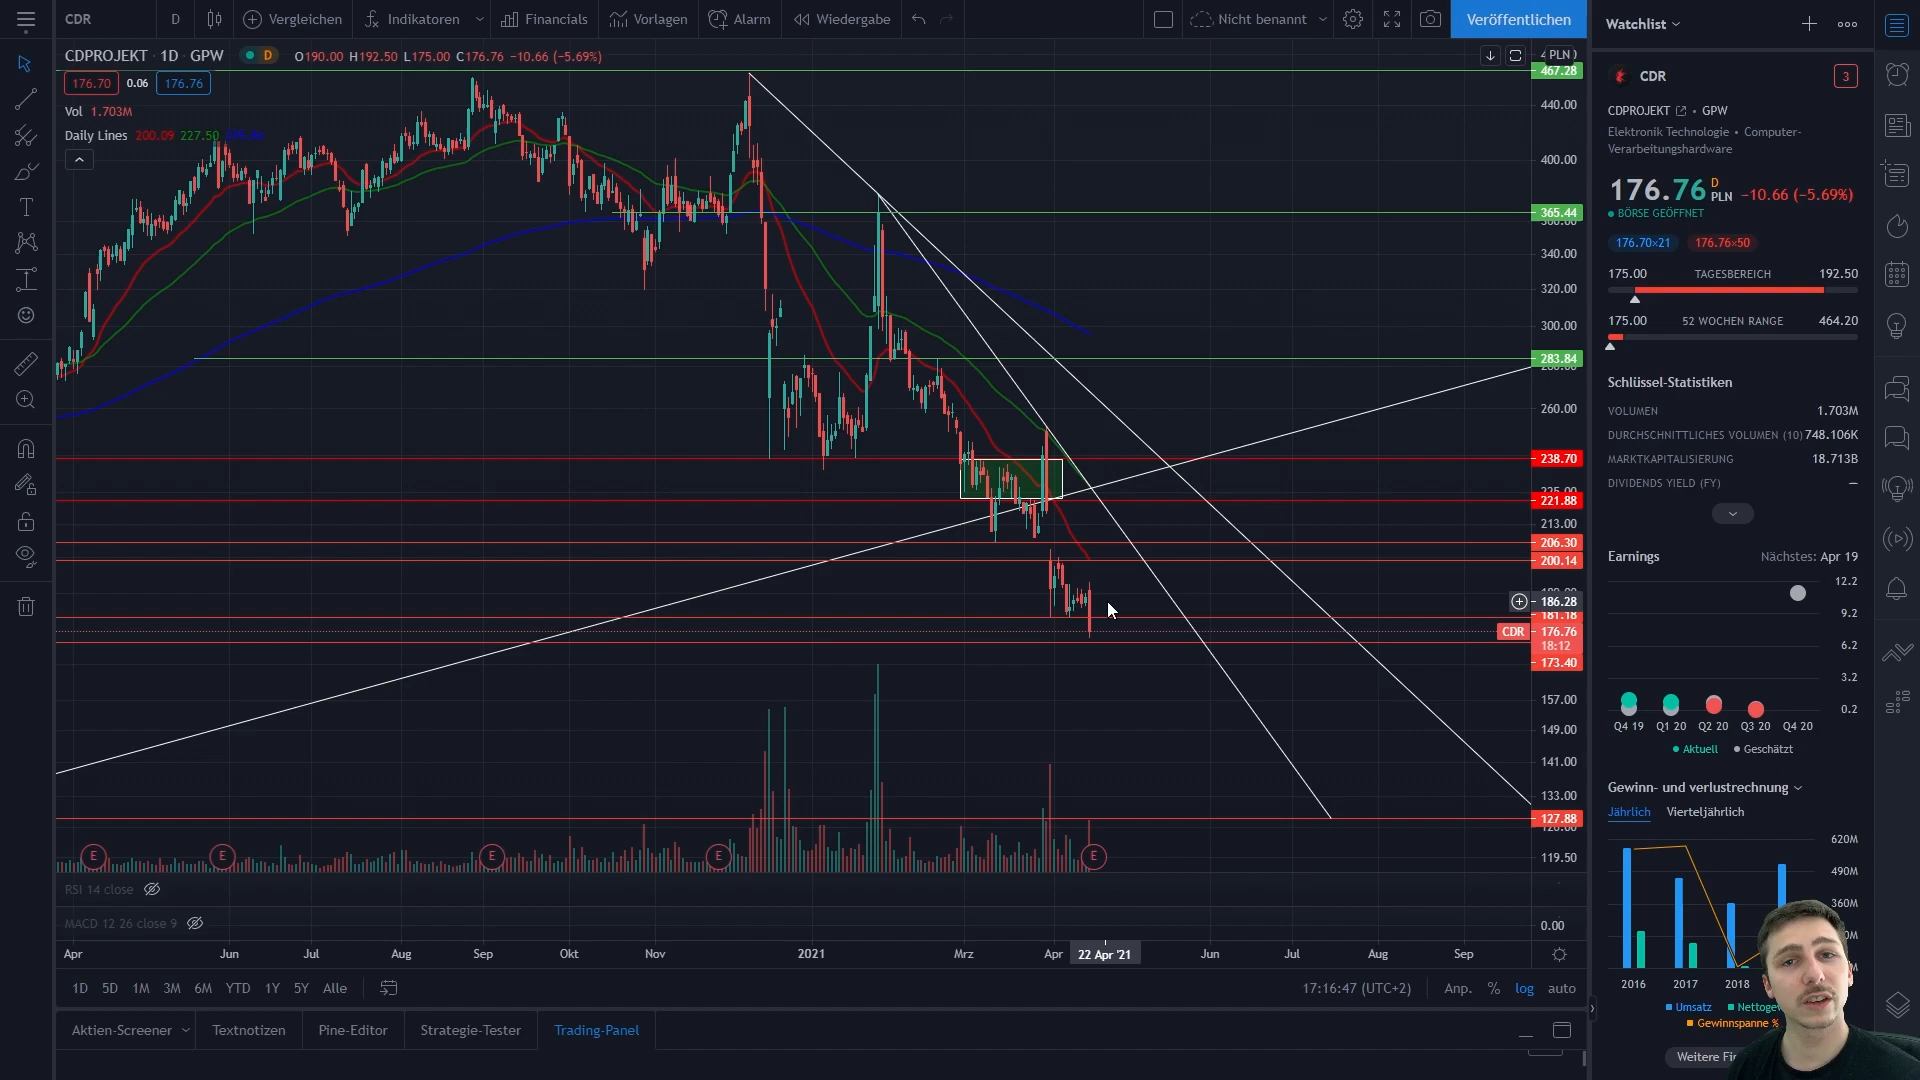 CDR
D
Vergleichen
Indikatoren
Financials
Vorlagen
Alarm
Wiedergabe
Nicht benannt
Veröffentlichen
CDPROJEKT · 1D · GPW
D
O190.00 H192.50 L175.00 C176.76 −10.66 (−5.69%)
176.70
0.06
176.76
Vol 1.703M
Daily Lines 200.09 227.50
PLN
467.28
440.00
400.00
365.44
340.00
320.00
300.00
283.84
260.00
238.70
221.88
213.00
206.30
200.14
186.28
181.18
CDR 176.76
18:12
173.40
157.00
149.00
141.00
133.00
127.88
119.50
E
E
E
E
E
RSI 14 close
MACD 12 26 close 9
0.00
Apr
Jun
Jul
Aug
Sep
Okt
Nov
2021
Mrz
Apr
22 Apr '21
Jun
Jul
Aug
Sep
1D
5D
1M
3M
6M
YTD
1Y
5Y
Alle
17:16:47 (UTC+2)
Anp.
%
log
auto
Aktien-Screener
Textnotizen
Pine-Editor
Strategie-Tester
Trading-Panel
Watchlist
CDR
3
CDPROJEKT • GPW
Elektronik Technologie • Computer-
Verarbeitungshardware
176.76 D PLN −10.66 (−5.69%)
BÖRSE GEÖFFNET
176.70×21
176.76×50
175.00 TAGESBEREICH 192.50
175.00 52 WOCHEN RANGE 464.20
Schlüssel-Statistiken
VOLUMEN 1.703M
DURCHSCHNITTLICHES VOLUMEN (10) 748.106K
MARKTKAPITALISIERUNG 18.713B
DIVIDENDS YIELD (FY) —
Earnings
Nächstes: Apr 19
12.2
9.2
6.2
3.2
0.2
Q4 19
Q1 20
Q2 20
Q3 20
Q4 20
Aktuell
Geschätzt
Gewinn- und verlustrechnung
Jährlich
Vierteljährlich
620M
490M
360M
2016
2017
2018
Umsatz
Nettogew
Gewinnspanne %
Weitere Fi